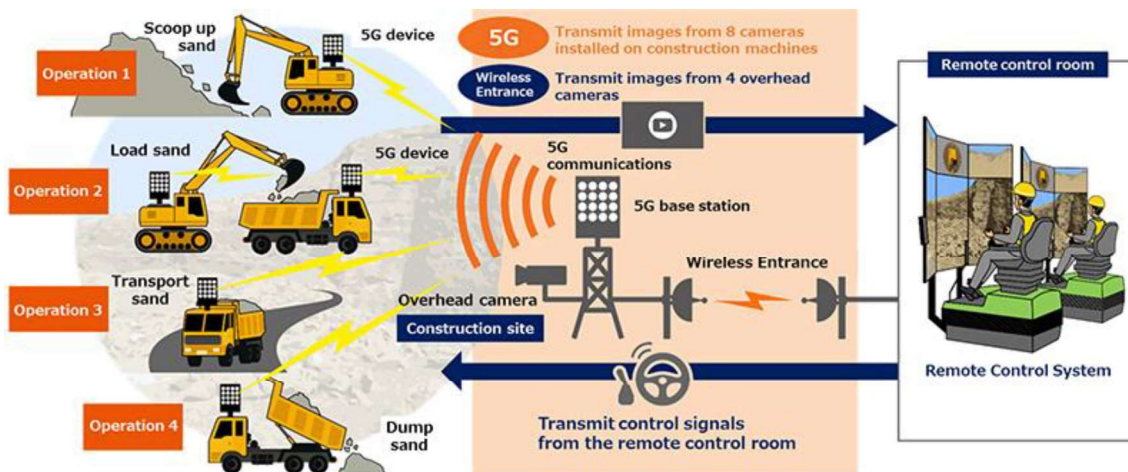 Scoop up
sand
5G device
Operation 1
5G
Transmit images from 8 cameras
installed on construction machines
Wireless
Entrance
Transmit images from 4 overhead
cameras
Remote control room
Load sand
5G device
Operation 2
5G
communications
5G base station
Wireless Entrance
Transport
sand
Operation 3
Overhead camera
Construction site
Remote Control System
Operation 4
Dump
sand
Transmit control signals
from the remote control room